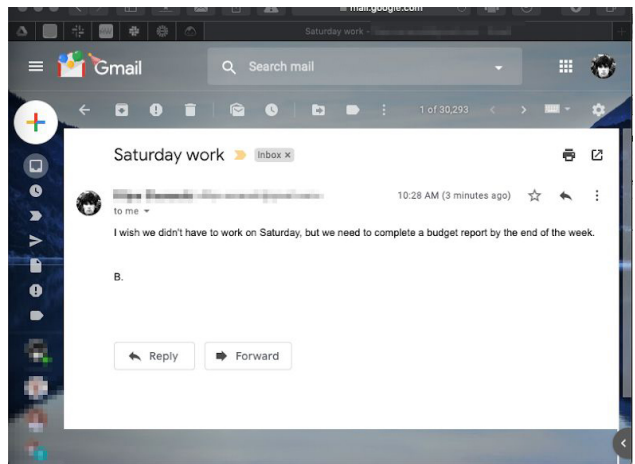 mail.google.com
Saturday work -
Gmail
Search mail
1 of 30,293
Saturday work
Inbox ×
10:28 AM (3 minutes ago)
to me
I wish we didn't have to work on Saturday, but we need to complete a budget report by the end of the week.
B.
Reply
Forward